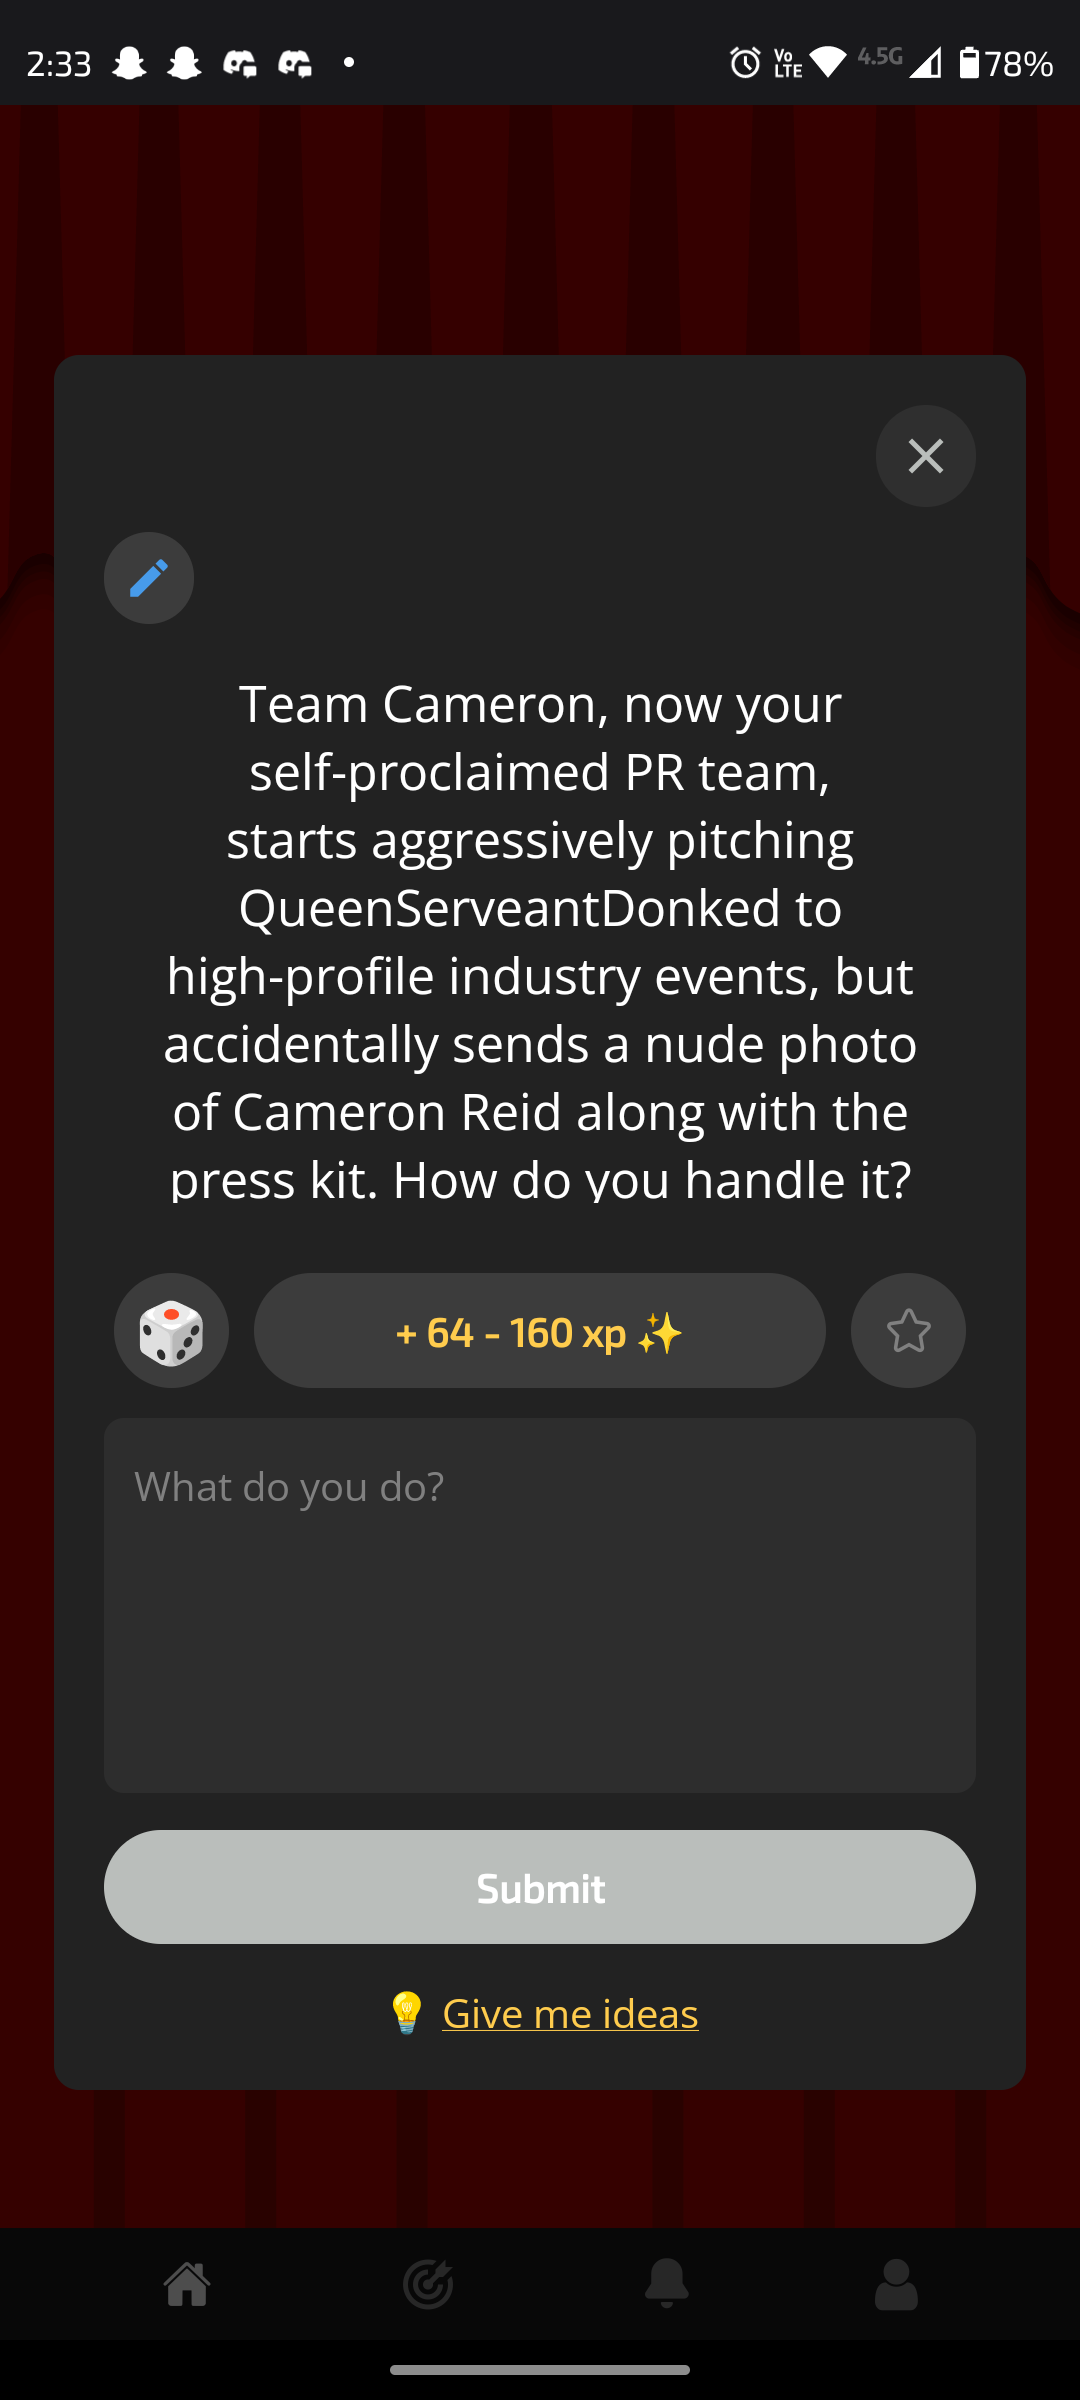 2:33
Vo LTE 4.5G 78%
Team Cameron, now your
self-proclaimed PR team,
starts aggressively pitching
QueenServeantDonked to
high-profile industry events, but
accidentally sends a nude photo
of Cameron Reid along with the
press kit. How do you handle it?
+ 64 - 160 xp ✨
What do you do?
Submit
💡 Give me ideas